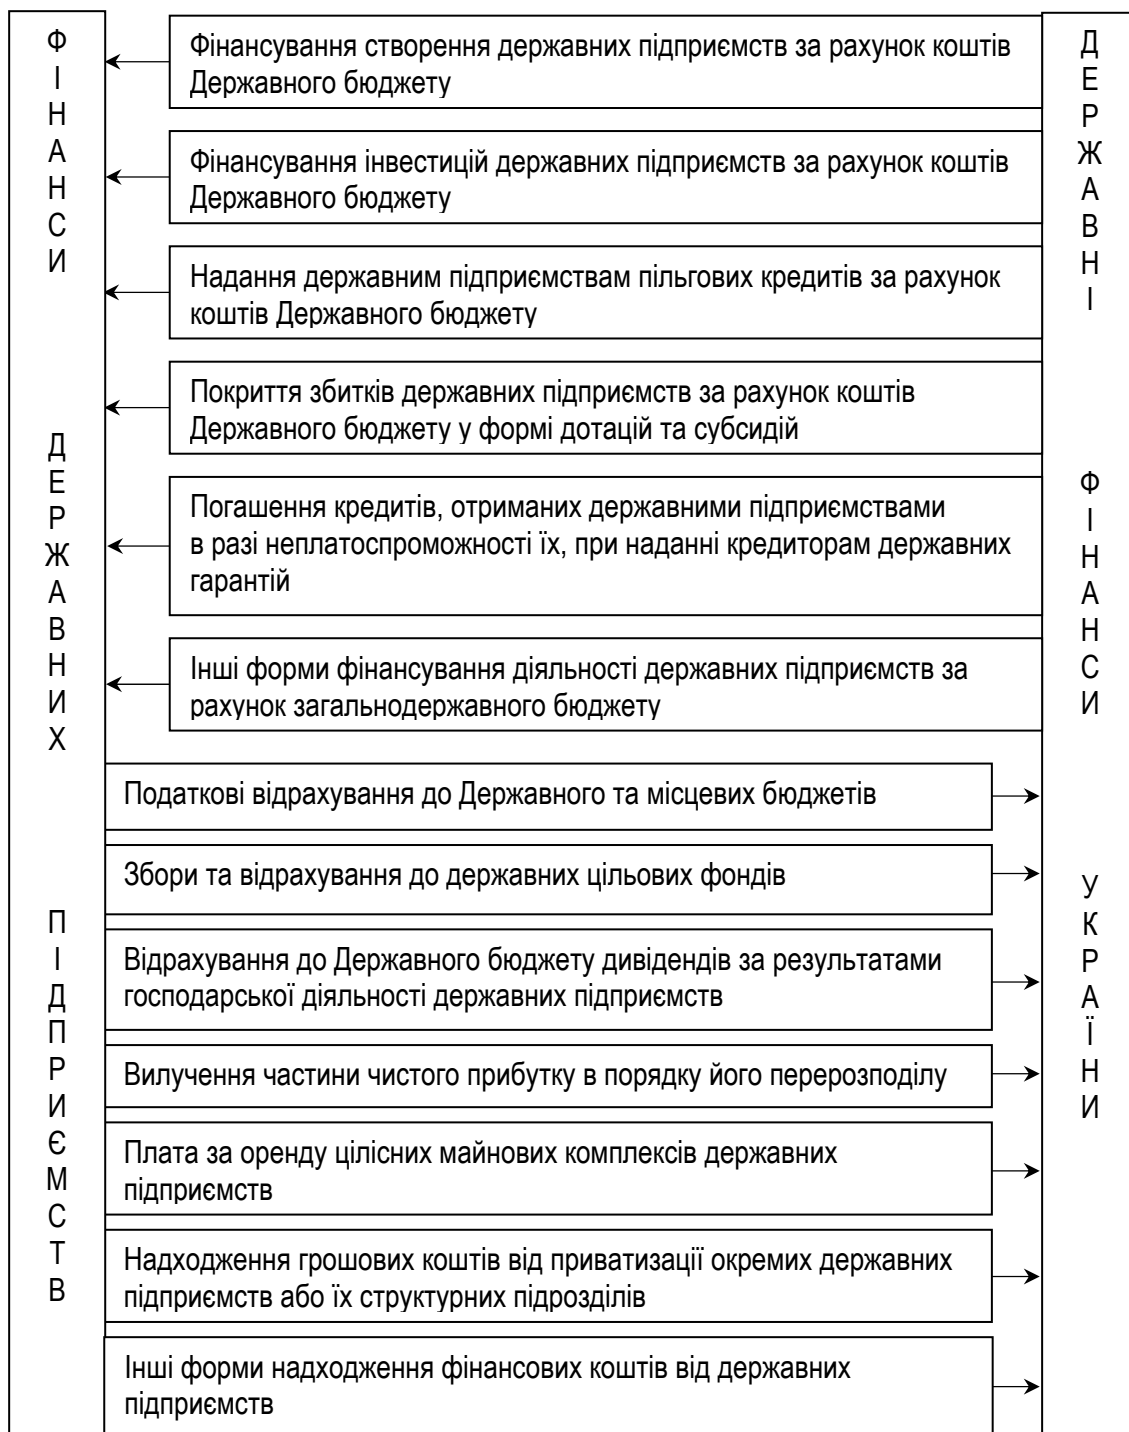 ФІНАНСИ ДЕРЖАВНИХ ПІДПРИЄМСТВ
Фінансування створення державних підприємств за рахунок коштів
Державного бюджету
Фінансування інвестицій державних підприємств за рахунок коштів
Державного бюджету
Надання державним підприємствам пільгових кредитів за рахунок
коштів Державного бюджету
Покриття збитків державних підприємств за рахунок коштів
Державного бюджету у формі дотацій та субсидій
Погашення кредитів, отриманих державними підприємствами
в разі неплатоспроможності їх, при наданні кредиторам державних
гарантій
Інші форми фінансування діяльності державних підприємств за
рахунок загальнодержавного бюджету
Податкові відрахування до Державного та місцевих бюджетів
Збори та відрахування до державних цільових фондів
Відрахування до Державного бюджету дивідендів за результатами
господарської діяльності державних підприємств
Вилучення частини чистого прибутку в порядку його перерозподілу
Плата за оренду цілісних майнових комплексів державних
підприємств
Надходження грошових коштів від приватизації окремих державних
підприємств або їх структурних підрозділів
Інші форми надходження фінансових коштів від державних
підприємств
ДЕРЖАВНІ ФІНАНСИ УКРАЇНИ